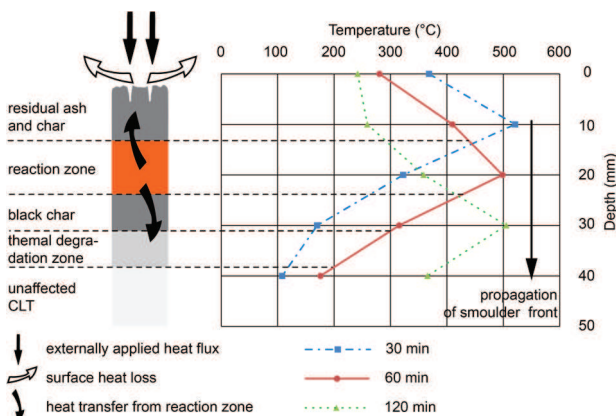 Temperature (°C)
0 100 200 300 400 500 600
0
10
20
30
40
50
Depth (mm)
residual ash
and char
reaction zone
black char
themal degra-
dation zone
unaffected
CLT
propagation
of smoulder front
externally applied heat flux
surface heat loss
heat transfer from reaction zone
30 min
60 min
120 min